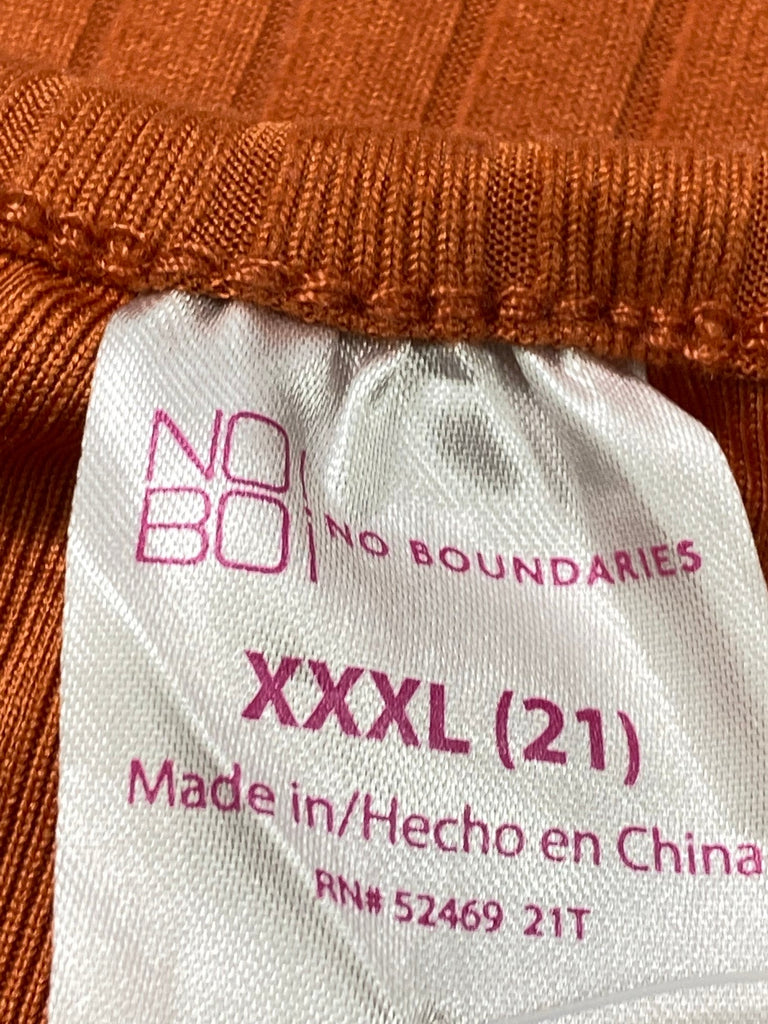 NO
BO
NO BOUNDARIES
XXXL (21)
Made in/Hecho en China
RN# 52469 21T